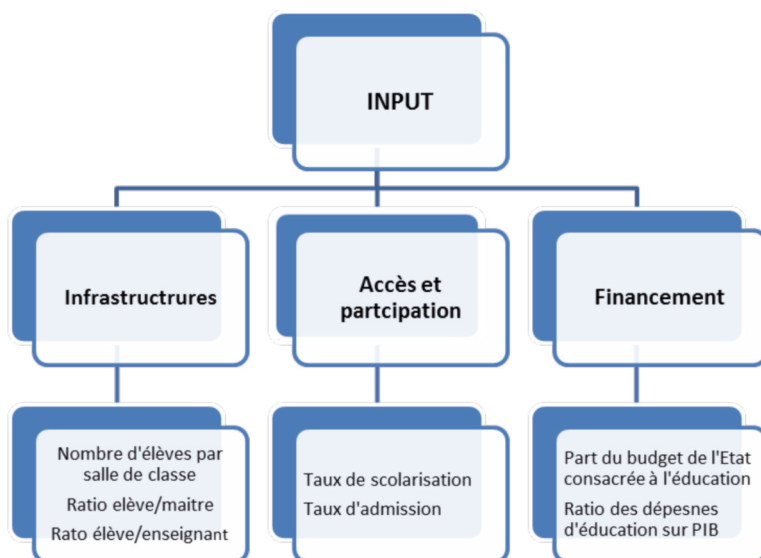 INPUT
Infrastructrures
Accès et
partcipation
Financement
Nombre d'élèves par
salle de classe
Ratio elève/maitre
Rato élève/enseignant
Taux de scolarisation
Taux d'admission
Part du budget de l'Etat
consacrée à l'éducation
Ratio des dépesnes
d'éducation sur PIB